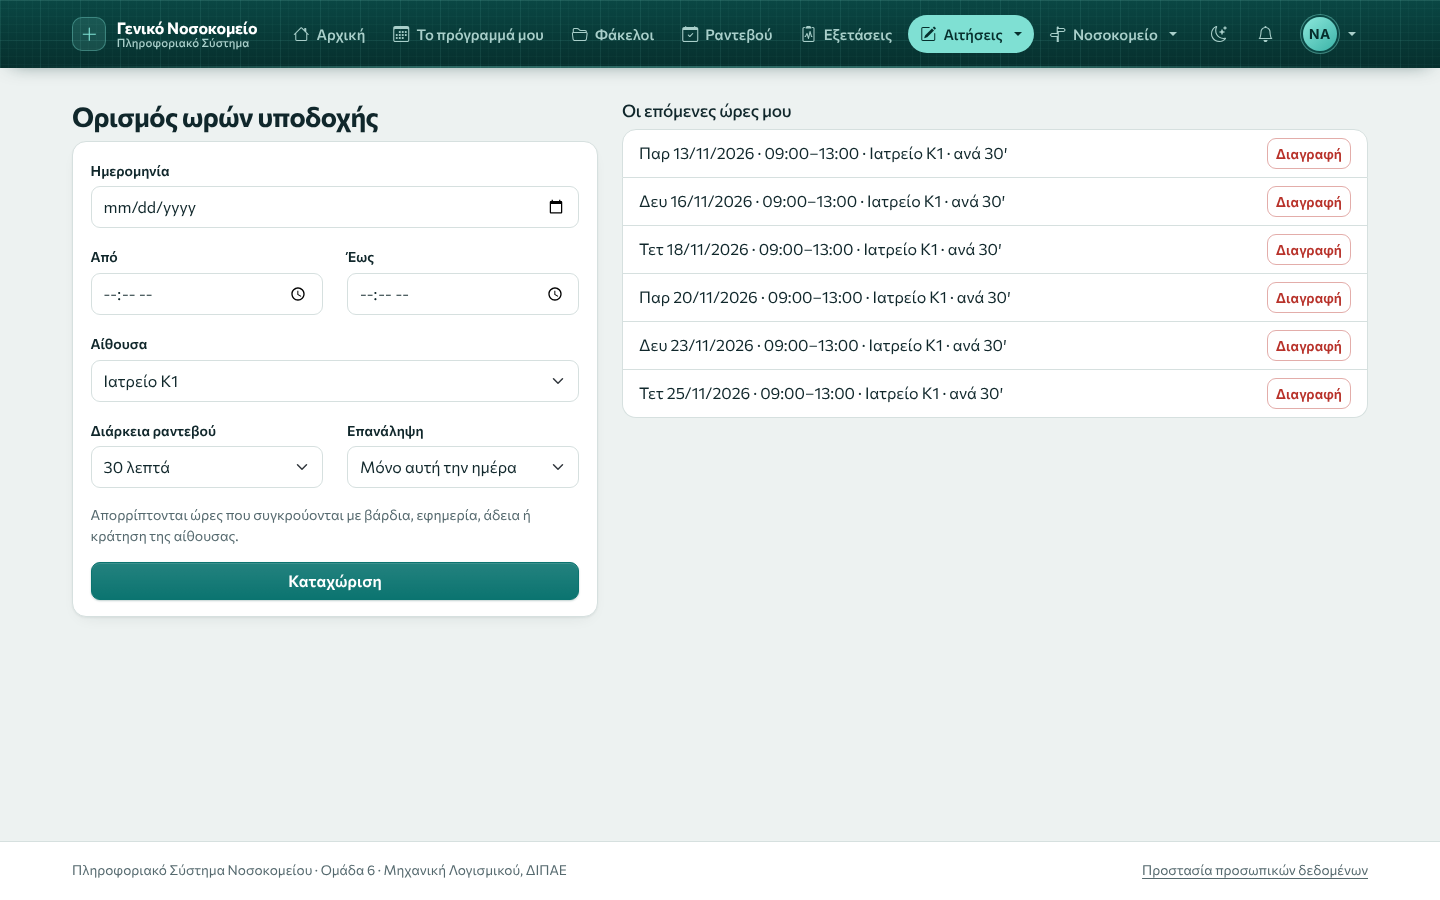 Γενικό Νοσοκομείο
Πληροφοριακό Σύστημα
Αρχική
Το πρόγραμμά μου
Φάκελοι
Ραντεβού
Εξετάσεις
Αιτήσεις
Νοσοκομείο
NA
Ορισμός ωρών υποδοχής
Ημερομηνία
mm/dd/yyyy
Από
Έως
--:-- --
--:-- --
Αίθουσα
Ιατρείο Κ1
Διάρκεια ραντεβού
Επανάληψη
30 λεπτά
Μόνο αυτή την ημέρα
Απορρίπτονται ώρες που συγκρούονται με βάρδια, εφημερία, άδεια ή
κράτηση της αίθουσας.
Καταχώριση
Οι επόμενες ώρες μου
Παρ 13/11/2026 · 09:00–13:00 · Ιατρείο Κ1 · ανά 30′
Διαγραφή
Δευ 16/11/2026 · 09:00–13:00 · Ιατρείο Κ1 · ανά 30′
Διαγραφή
Τετ 18/11/2026 · 09:00–13:00 · Ιατρείο Κ1 · ανά 30′
Διαγραφή
Παρ 20/11/2026 · 09:00–13:00 · Ιατρείο Κ1 · ανά 30′
Διαγραφή
Δευ 23/11/2026 · 09:00–13:00 · Ιατρείο Κ1 · ανά 30′
Διαγραφή
Τετ 25/11/2026 · 09:00–13:00 · Ιατρείο Κ1 · ανά 30′
Διαγραφή
Πληροφοριακό Σύστημα Νοσοκομείου · Ομάδα 6 · Μηχανική Λογισμικού, ΔΙΠΑΕ
Προστασία προσωπικών δεδομένων